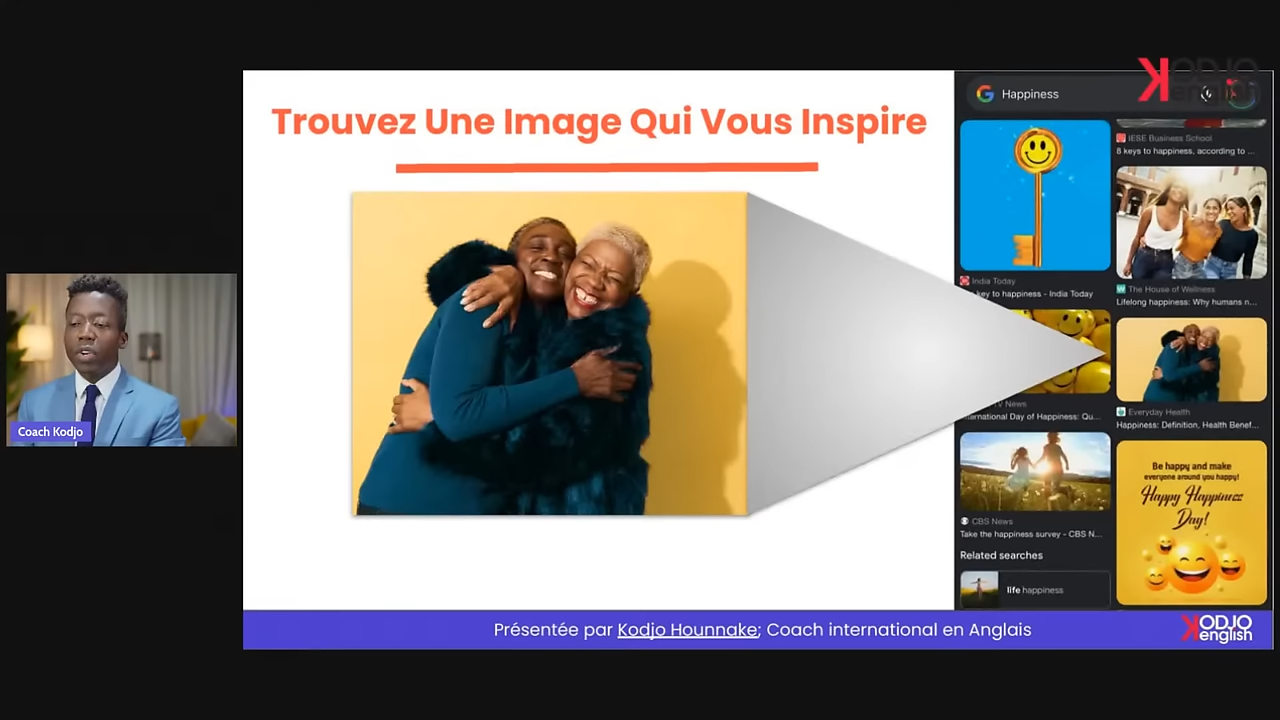 Trouvez Une Image Qui Vous Inspire
Coach Kodjo
Happiness
KODJO
english
India Today
key to happiness - India Today
TV News
ernational Day of Happiness: Qu...
CBS News
Take the happiness survey - CBS N...
Related searches
life happiness
IESE Business School
8 keys to happiness, according to ...
The House of Wellness
Lifelong happiness: Why humans n...
Everyday Health
Happiness: Definition, Health Benef...
Be happy and make
everyone around you happy!
Happy Happiness
Day!
Présentée par Kodjo Hounnake; Coach international en Anglais
KODJO
english